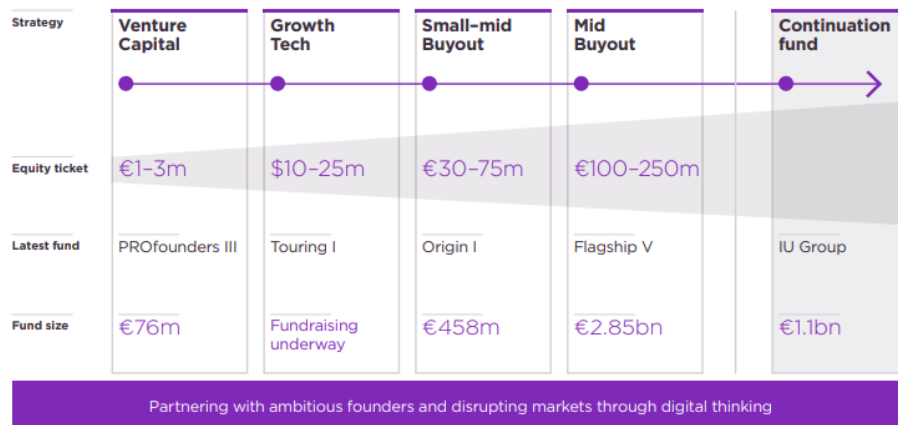 Strategy
Venture
Capital
Growth
Tech
Small–mid
Buyout
Mid
Buyout
Continuation
fund
Equity ticket
€1–3m
$10–25m
€30–75m
€100–250m
Latest fund
PROfounders III
Touring I
Origin I
Flagship V
IU Group
Fund size
€76m
Fundraising
underway
€458m
€2.85bn
€1.1bn
Partnering with ambitious founders and disrupting markets through digital thinking